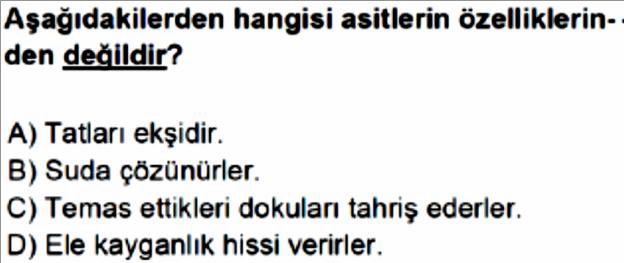 Aşağıdakilerden hangisi asitlerin özelliklerin-
den değildir?
A) Tatları ekşidir.
B) Suda çözünürler.
C) Temas ettikleri dokuları tahriş ederler.
D) Ele kayganlık hissi verirler.